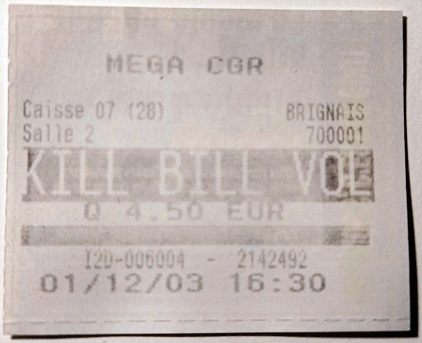 MEGA CGR
Caisse 07 (28) BRIGNAIS
Salle 2 700001
KILL BILL VOL
Q 4.50 EUR
I2D-006004 - 2142492
01/12/03 16:30